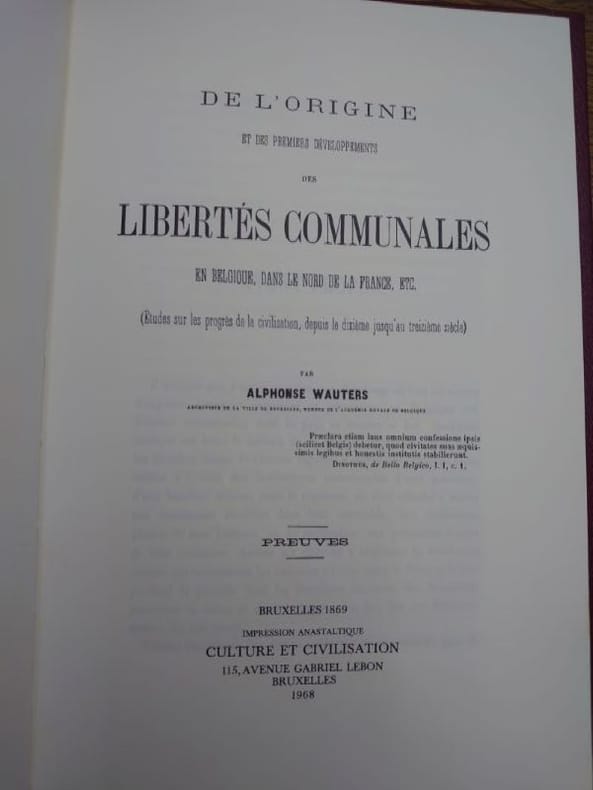 DE L'ORIGINE
ET DES PREMIERS DÉVELOPPEMENTS
DES
LIBERTÉS COMMUNALES
EN BELGIQUE, DANS LE NORD DE LA FRANCE, ETC.
(Études sur les progrès de la civilisation, depuis le dixième jusqu'au treizième siècle)
PAR
ALPHONSE WAUTERS
ARCHIVISTE DE LA VILLE DE BRUXELLES, MEMBRE DE L'ACADÉMIE ROYALE DE BELGIQUE
Præclara etiam laus omnium confessione ipsis
(scilicet Belgis) debetur, quod civitates suas æquis-
simis legibus et honestis institutis stabilierunt.
DINOTHUS, de Bello Belgico, l. I, c. 1.
PREUVES
BRUXELLES 1869
IMPRESSION ANASTALTIQUE
CULTURE ET CIVILISATION
115, AVENUE GABRIEL LEBON
BRUXELLES
1968